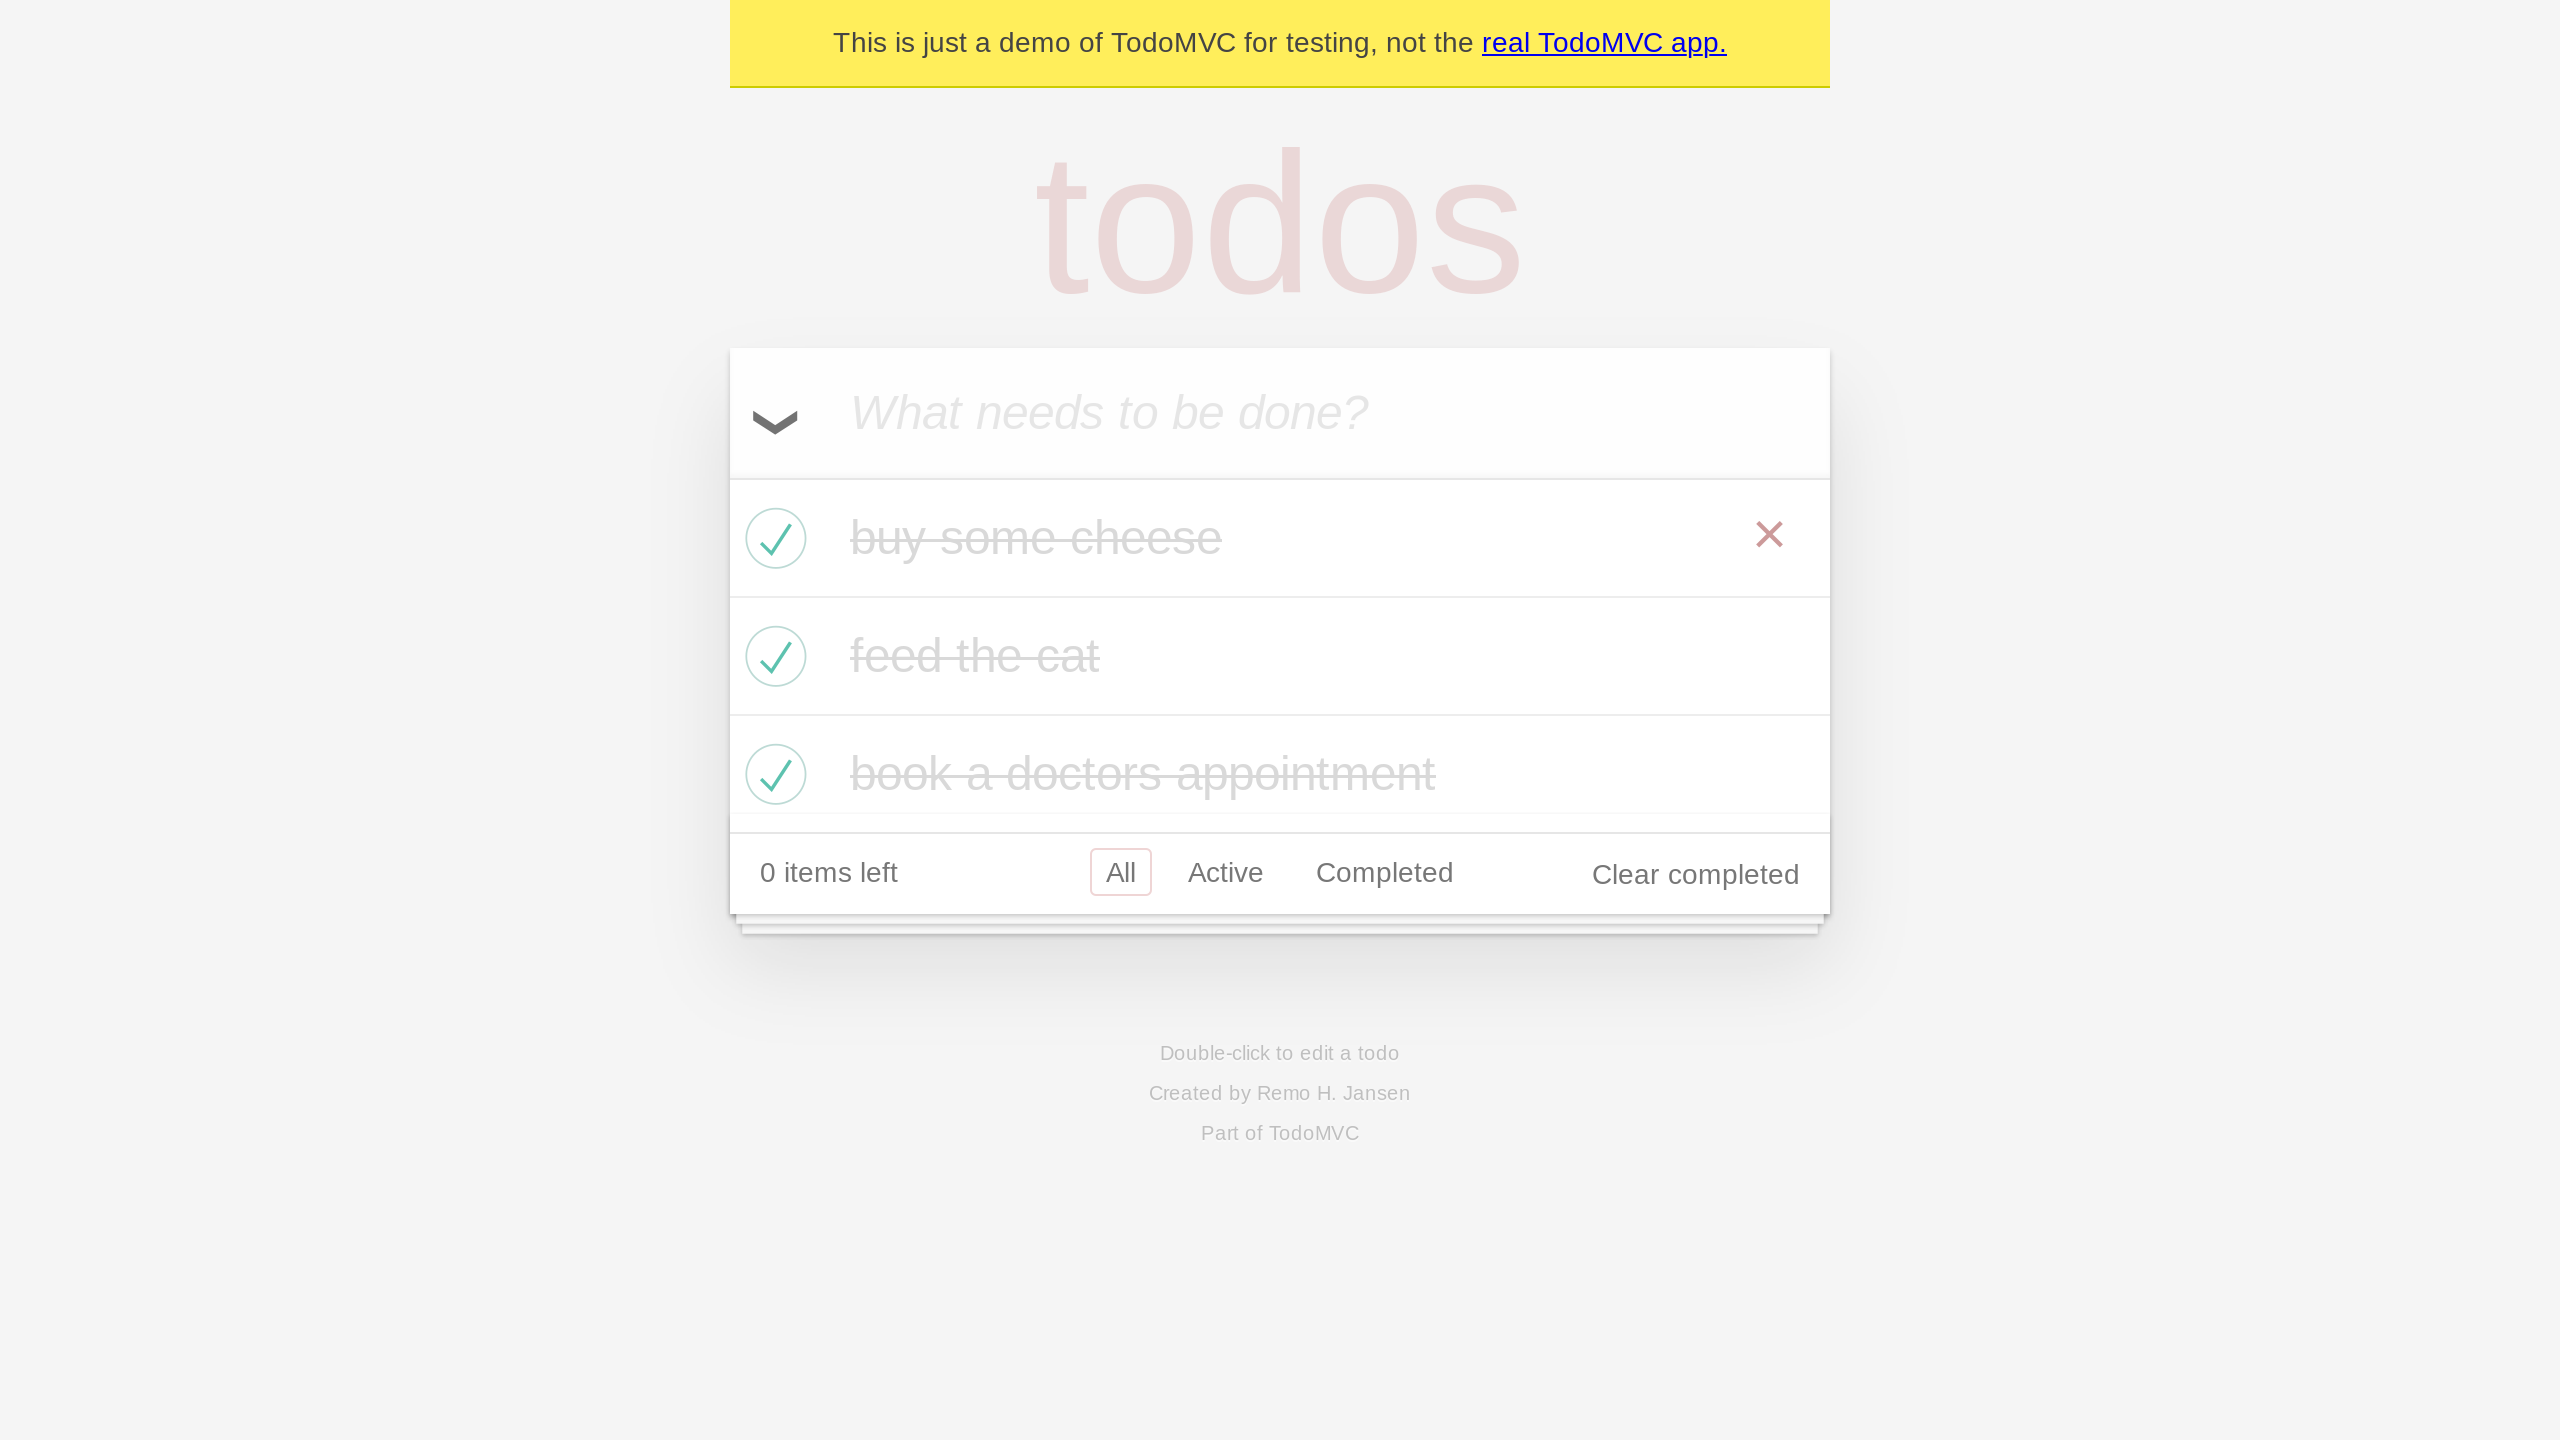 This is just a demo of TodoMVC for testing, not the real TodoMVC app.
todos
What needs to be done?
buy some cheese
feed the cat
book a doctors appointment
0 items left All Active Completed Clear completed
Double-click to edit a todo
Created by Remo H. Jansen
Part of TodoMVC